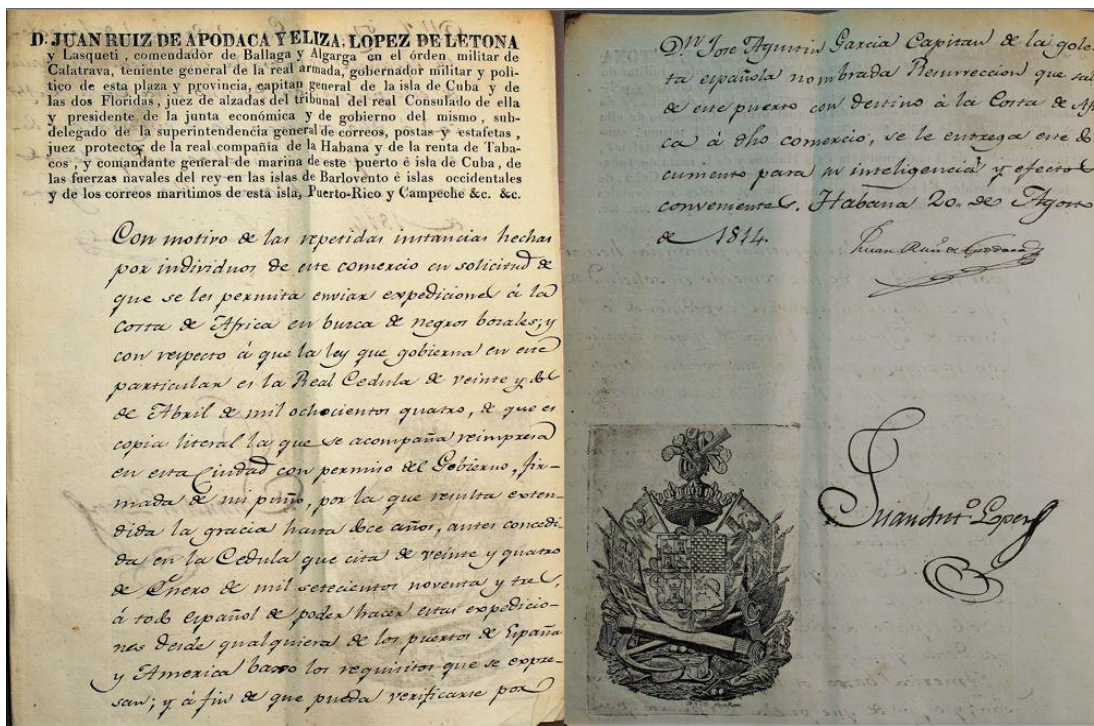 D. JUAN RUIZ DE APODACA Y ELIZA, LOPEZ DE LETONA
y Lasqueti, comendador de Ballaga y Algarga en el órden militar de
Calatrava, teniente general de la real armada, gobernador militar y poli-
tico de esta plaza y provincia, capitan general de la isla de Cuba y de
las dos Floridas, juez de alzadas del tribunal del real Consulado de ella
y presidente de la junta económica y de gobierno del mismo, sub-
delegado de la superintendencia general de correos, postas y estafetas,
juez protector de la real compañia de la Habana y de la renta de Taba-
cos, y comandante general de marina de este puerto é isla de Cuba, de
las fuerzas navales del rey en las islas de Barlovento é islas occidentales
y de los correos maritimos de esta isla, Puerto-Rico y Campeche &c. &c.
Con motivo de las repetidas instancias hechas
por individuos de este comercio en solicitud de
que se les permita enviar expediciones á la
Costa de Africa en busca de negros bozales; y
con respecto á que la ley que gobierna en este
particular es la Real Cedula de veinte y dos
de Abril de mil ochocientos quatro, de que es
copia literal la que se acompaña reimpresa
en esta Ciudad con permiso del Gobierno, fir-
mada de mi puño, por la que resulta exten-
dida la gracia hasta doce años, antes concedi-
da en la Cedula que cita de veinte y quatro
de Enero de mil setecientos noventa y tres,
á todo español de poder hacer estas expedicio-
nes desde qualquiera de los puertos de España
y America baxo los requisitos que se expre-
san; y á fin de que pueda verificarse por
Dn. Jose Agustin Garcia Capitan de la gole-
ta española nombrada Resurreccion que sal
de este puerto con destino á la Costa de Afri
ca á dho comercio, se le entrega este do
cumento para su inteligencia y efectos
convenientes. Habana 20 de Agosto
de 1814.
Juan Ruiz de Apodaca
Juan Anto. Lopez